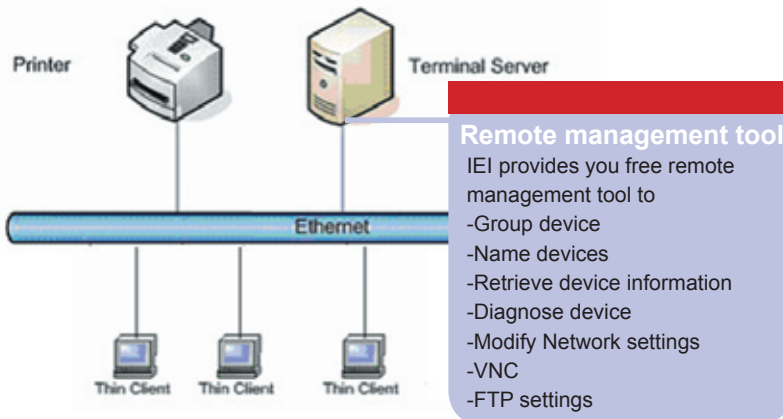 Printer
Terminal Server
Remote management tool
IEI provides you free remote
management tool to
-Group device
-Name devices
-Retrieve device information
-Diagnose device
-Modify Network settings
-VNC
-FTP settings
Ethernet
Thin Client
Thin Client
Thin Client